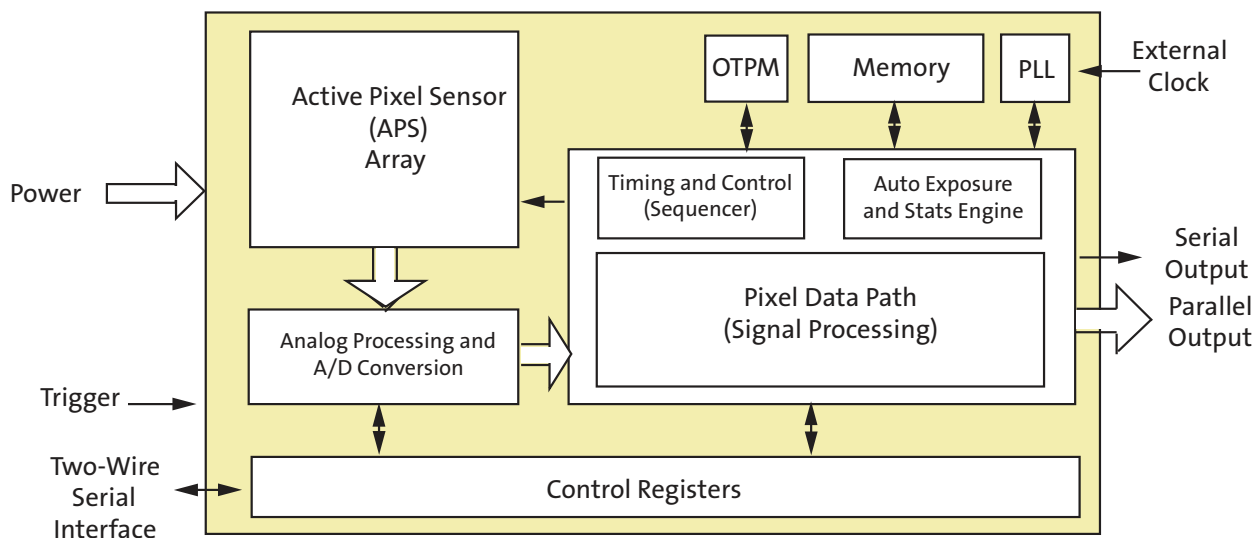 Active Pixel Sensor
(APS)
Array
OTPM
Memory
PLL
External
Clock
Power
Timing and Control
(Sequencer)
Auto Exposure
and Stats Engine
Serial
Output
Pixel Data Path
(Signal Processing)
Parallel
Output
Analog Processing and
A/D Conversion
Trigger
Two-Wire
Serial
Interface
Control Registers